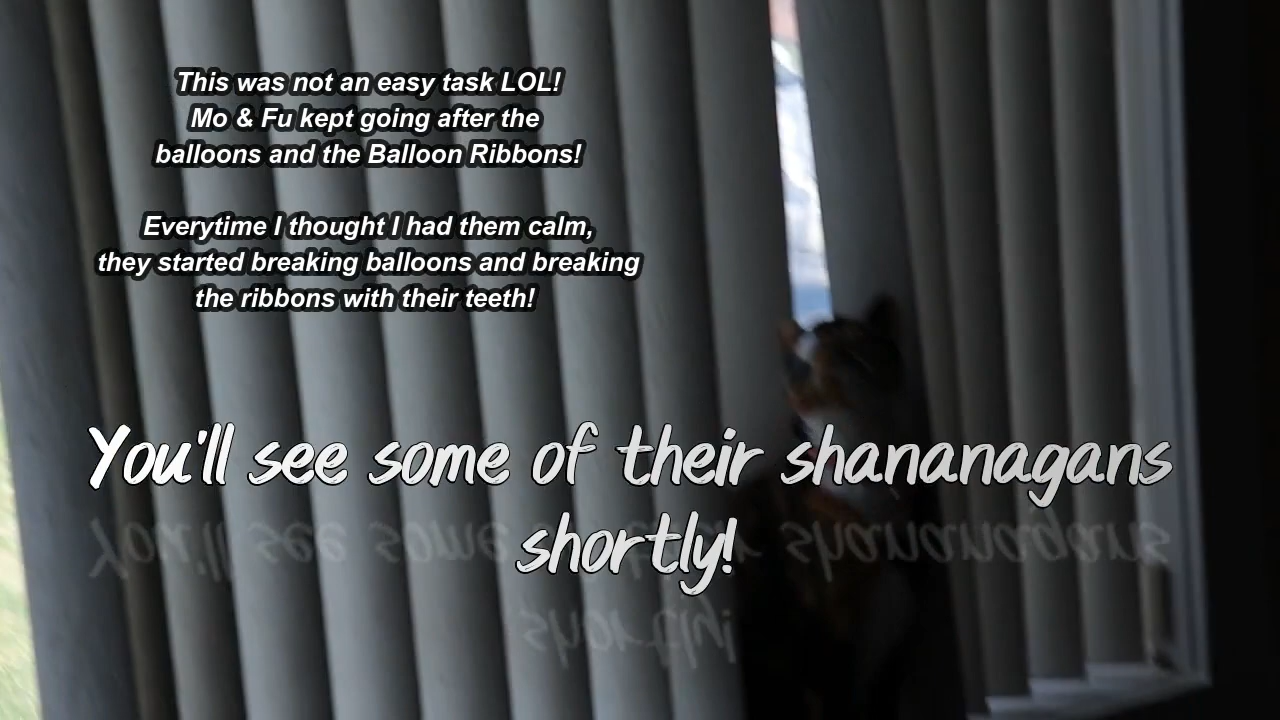 This was not an easy task LOL!
Mo & Fu kept going after the
balloons and the Balloon Ribbons!
Everytime I thought I had them calm,
they started breaking balloons and breaking
the ribbons with their teeth!
You'll see some of their shananagans
shortly!